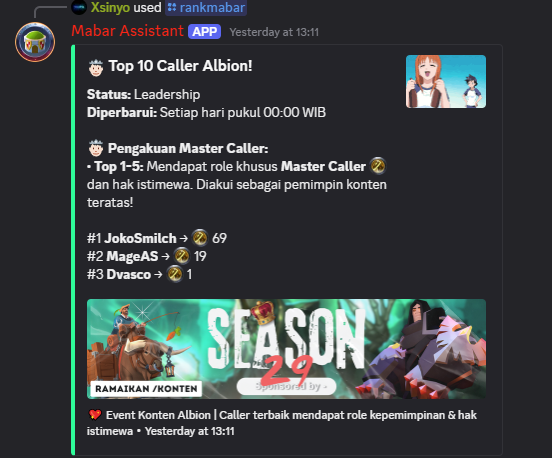 Xsinyo used rankmabar
Mabar Assistant APP Yesterday at 13:11
Top 10 Caller Albion!
Status: Leadership
Diperbarui: Setiap hari pukul 00:00 WIB
Pengakuan Master Caller:
• Top 1-5: Mendapat role khusus Master Caller
dan hak istimewa. Diakui sebagai pemimpin konten
teratas!
#1 JokoSmilch → 69
#2 MageAS → 19
#3 Dvasco → 1
SEASON
29
RAMAIKAN /KONTEN
Sponsored by -
Event Konten Albion | Caller terbaik mendapat role kepemimpinan & hak
istimewa • Yesterday at 13:11